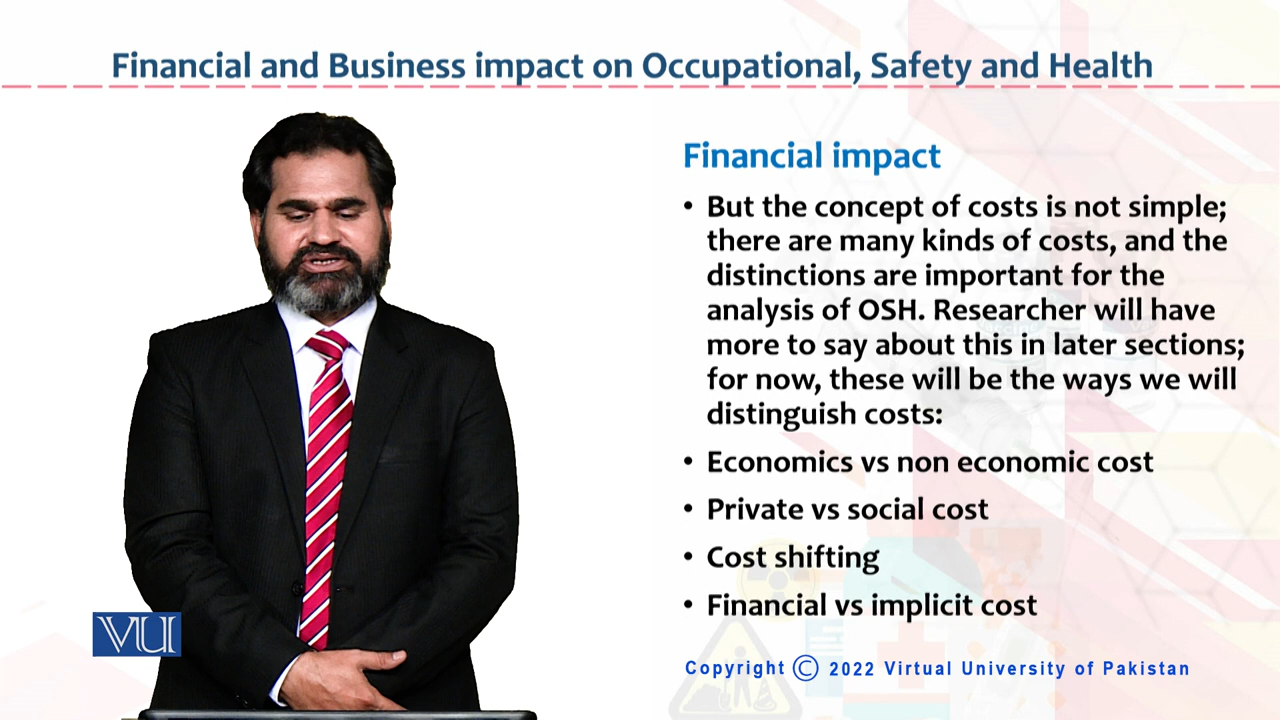 Financial and Business impact on Occupational, Safety and Health
Financial impact
• But the concept of costs is not simple;
there are many kinds of costs, and the
distinctions are important for the
analysis of OSH. Researcher will have
more to say about this in later sections;
for now, these will be the ways we will
distinguish costs:
• Economics vs non economic cost
• Private vs social cost
• Cost shifting
• Financial vs implicit cost
VU
Copyright © 2022 Virtual University of Pakistan